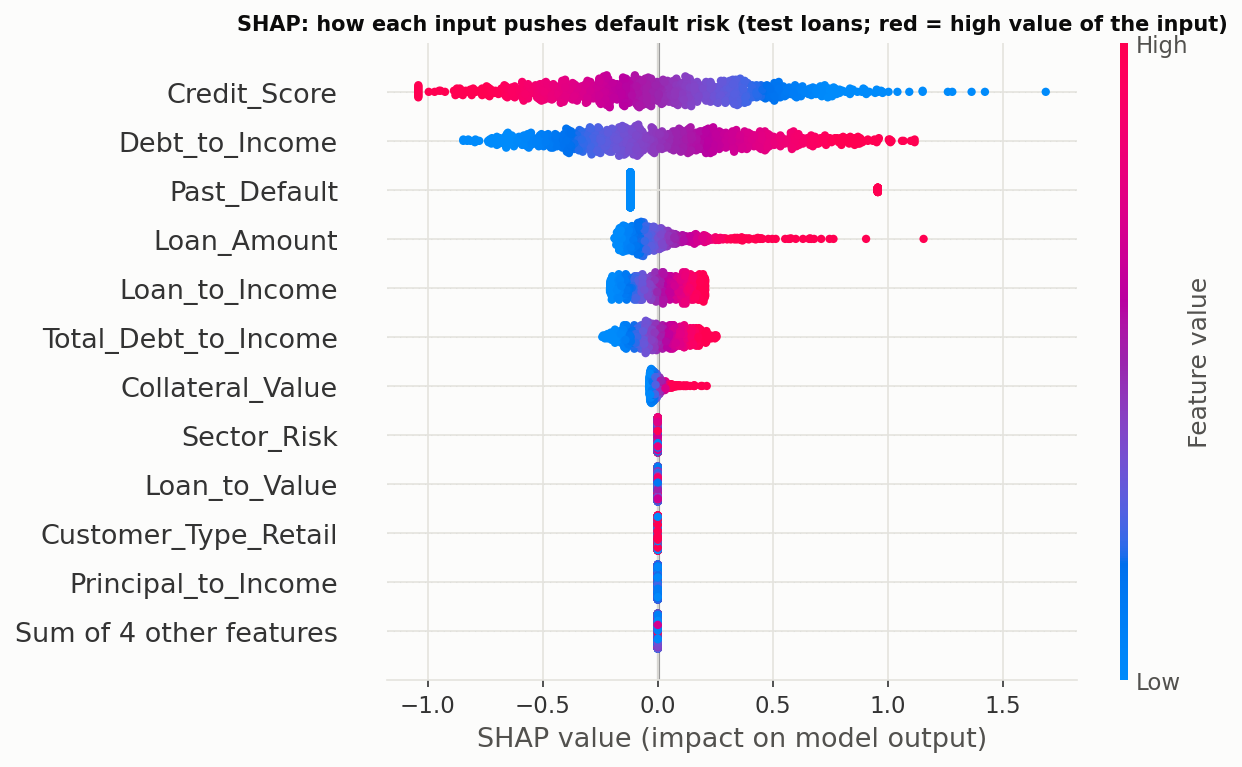 SHAP: how each input pushes default risk (test loans; red = high value of the input)
High
Credit_Score
Debt_to_Income
Past_Default
Loan_Amount
Loan_to_Income
Total_Debt_to_Income
Collateral_Value
Sector_Risk
Loan_to_Value
Customer_Type_Retail
Principal_to_Income
Sum of 4 other features
Feature value
Low
−1.0 −0.5 0.0 0.5 1.0 1.5
SHAP value (impact on model output)